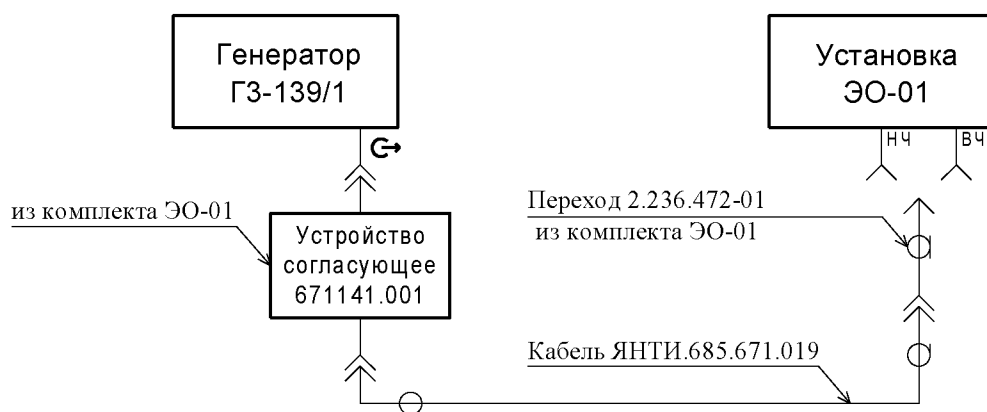 Генератор
Г3-139/1
Установка
ЭО-01
НЧ
ВЧ
из комплекта ЭО-01
Устройство
согласующее
671141.001
Переход 2.236.472-01
из комплекта ЭО-01
Кабель ЯНТИ.685.671.019